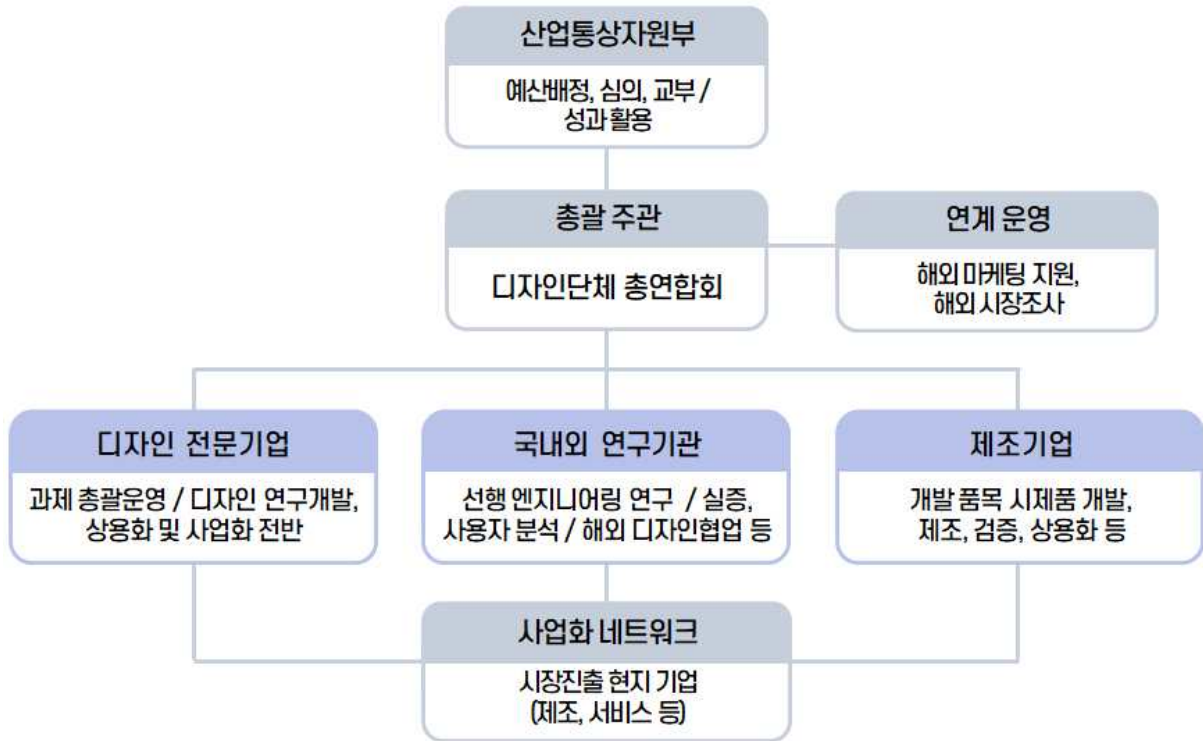 산업통상자원부
예산배정, 심의, 교부 /
성과 활용
총괄 주관
디자인단체 총연합회
연계 운영
해외 마케팅 지원,
해외 시장조사
디자인 전문기업
과제 총괄운영 / 디자인 연구개발,
상용화 및 사업화 전반
국내외 연구기관
선행 엔지니어링 연구 / 실증,
사용자 분석 / 해외 디자인협업 등
제조기업
개발 품목 시제품 개발,
제조, 검증, 상용화 등
사업화 네트워크
시장진출 현지 기업
(제조, 서비스 등)